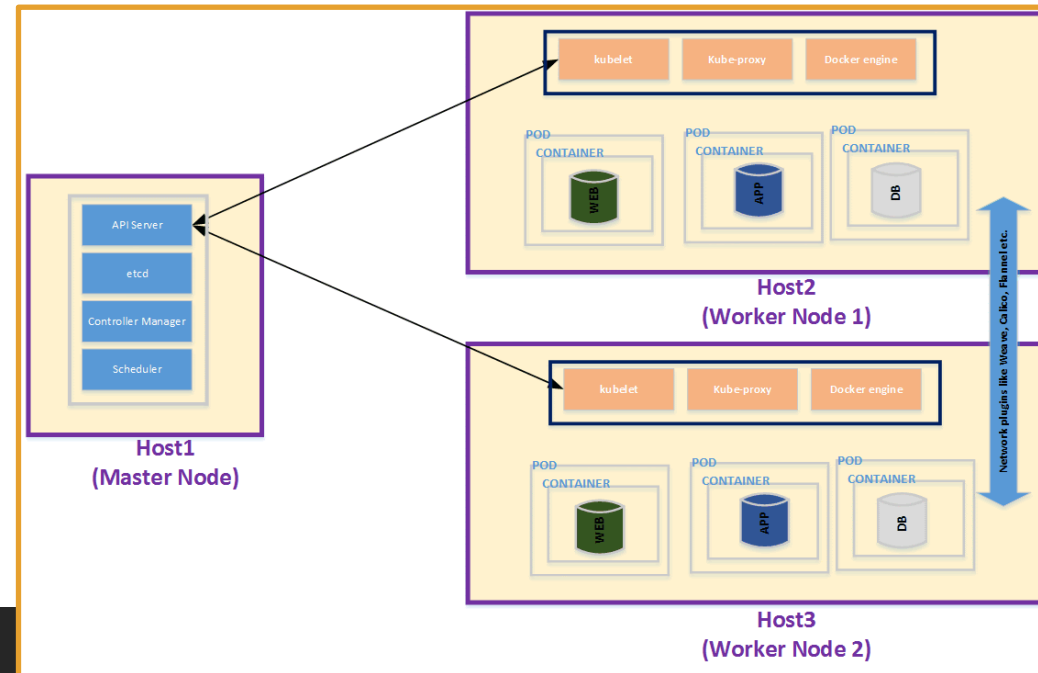 kubelet
Kube-proxy
Docker engine
POD
CONTAINER
WEB
POD
CONTAINER
APP
POD
CONTAINER
DB
Host2
(Worker Node 1)
API Server
etcd
Controller Manager
Scheduler
Host1
(Master Node)
Network plugins like Weave, Calico, Flannel etc.
kubelet
Kube-proxy
Docker engine
POD
CONTAINER
WEB
POD
CONTAINER
APP
POD
CONTAINER
DB
Host3
(Worker Node 2)